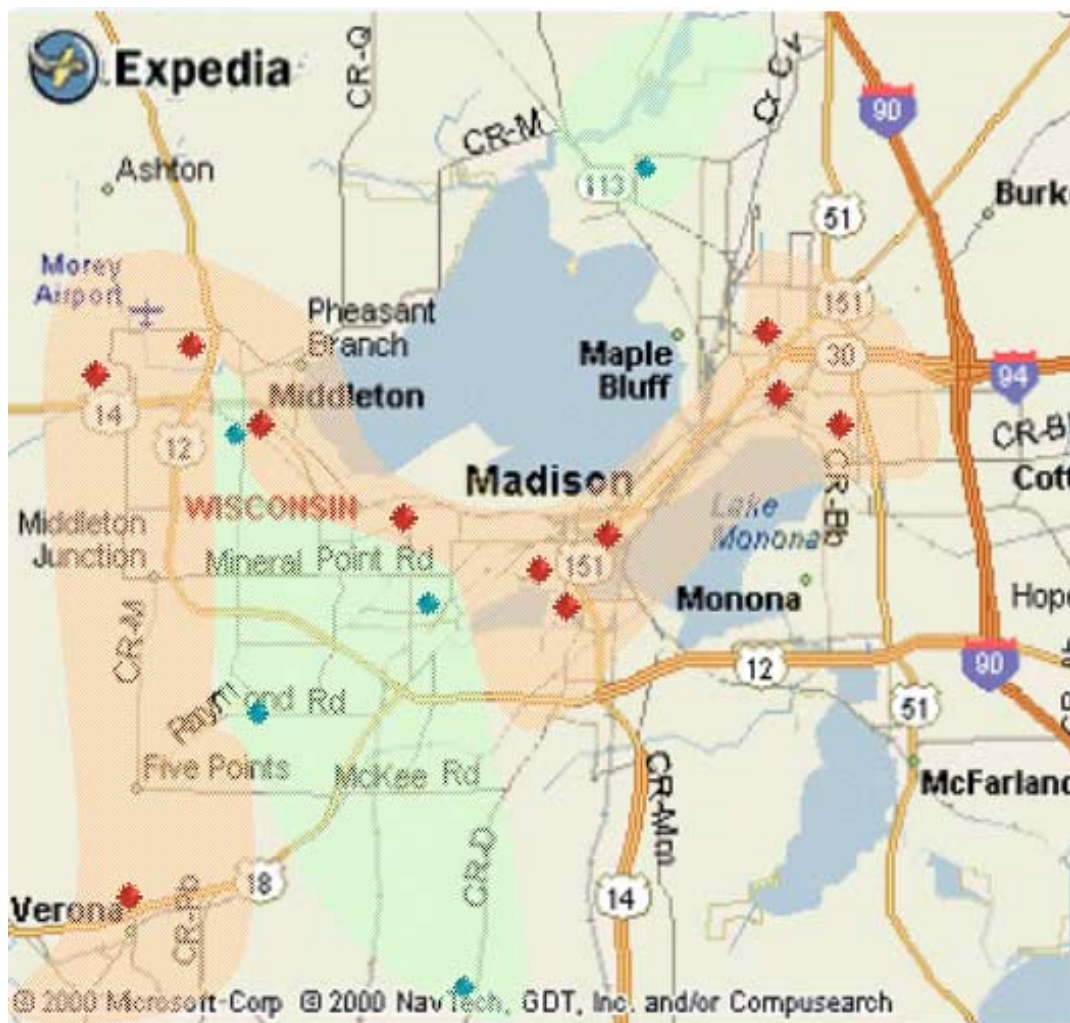 Expedia
CR-Q
CR-M
90
Ashton
113
51
Burk
Morey
Airport
151
Pheasant
Branch
Maple
Bluff
30
94
14
Middleton
12
CR-B
Madison
Cott
WISCONSIN
Lake
Monona
CR-Bb
Middleton
Junction
Mineral Point Rd
151
Monona
Hope
CR-M
12
90
Raymond Rd
51
Five Points
McKee Rd
CR-Mm
McFarland
CR-D
18
14
Verona
CR-Pb
© 2000 Microsoft Corp © 2000 NavTech, GDT, Inc. and/or Compusearch